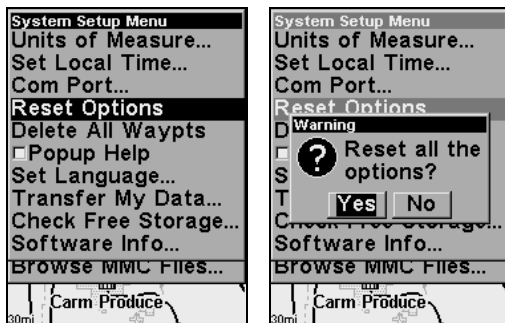 System Setup Menu
Units of Measure...
Set Local Time...
Com Port...
Reset Options
Delete All Waypts
Popup Help
Set Language...
Transfer My Data...
Check Free Storage...
Software Info...
Browse MMC Files...
Carm Produce
30mi
System Setup Menu
Units of Measure...
Set Local Time...
Com Port...
Reset Options
D
Warning
Reset all the
options?
S
T
Yes No
Check Free Storage...
Software Info...
Browse MMC Files...
Carm Produce
30mi